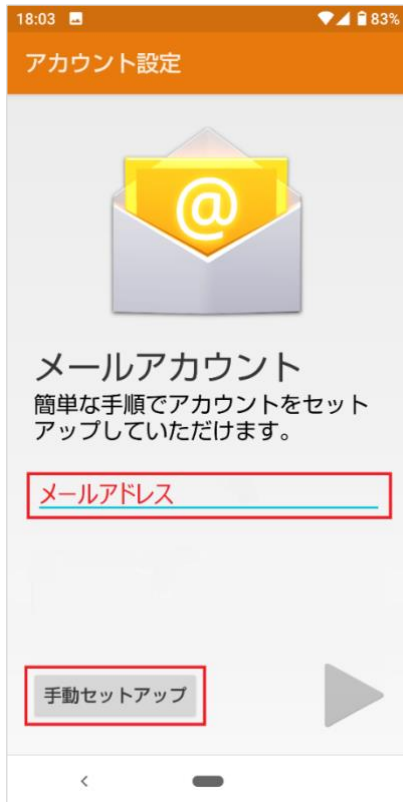 18:03 83%
アカウント設定
@
メールアカウント
簡単な手順でアカウントをセット
アップしていただけます。
メールアドレス
手動セットアップ